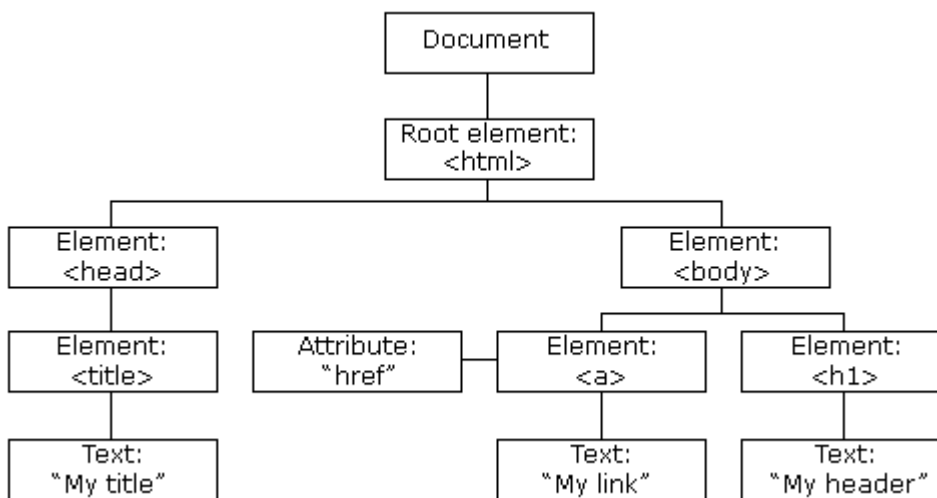 Document
Root element:
<html>
Element:
<head>
Element:
<body>
Element:
<title>
Attribute:
“href”
Element:
<a>
Element:
<h1>
Text:
“My title”
Text:
“My link”
Text:
“My header”